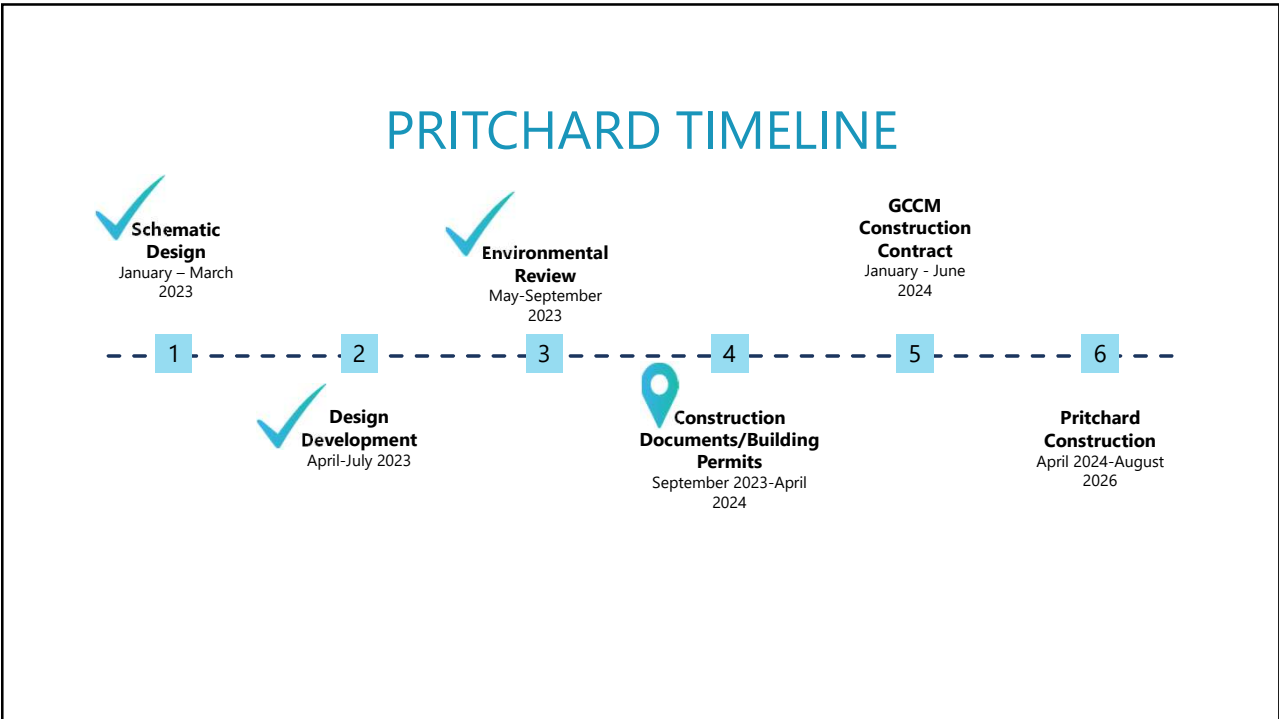 PRITCHARD TIMELINE
Schematic
Design
January – March
2023
Environmental
Review
May-September
2023
GCCM
Construction
Contract
January - June
2024
1
2
3
4
5
6
Design
Development
April-July 2023
Construction
Documents/Building
Permits
September 2023-April
2024
Pritchard
Construction
April 2024-August
2026